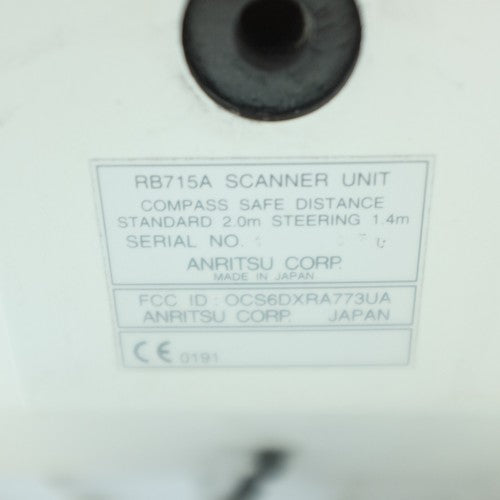 RB715A SCANNER UNIT
COMPASS SAFE DISTANCE
STANDARD 2.0m STEERING 1.4m
SERIAL NO.
ANRITSU CORP.
MADE IN JAPAN
FCC ID : OCS6DXRA773UA
ANRITSU CORP. JAPAN
CE 0191